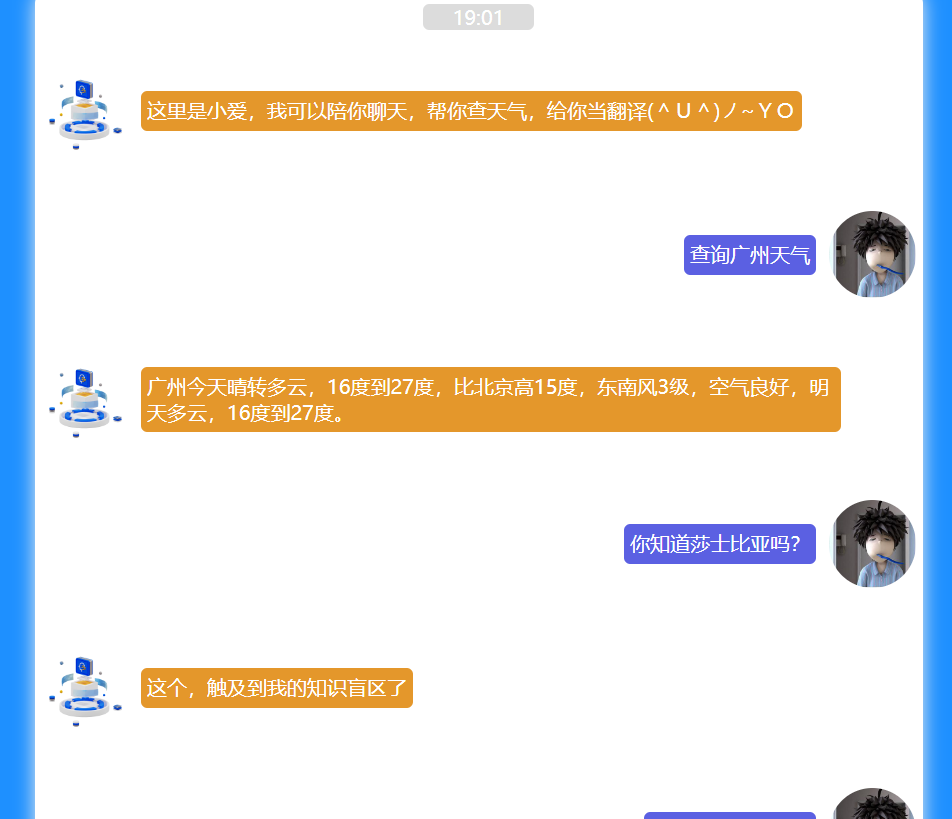 19:01
这里是小爱，我可以陪你聊天，帮你查天气，给你当翻译(＾Ｕ＾)ノ~ＹＯ
查询广州天气
广州今天晴转多云，16度到27度，比北京高15度，东南风3级，空气良好，明
天多云，16度到27度。
你知道莎士比亚吗？
这个，触及到我的知识盲区了